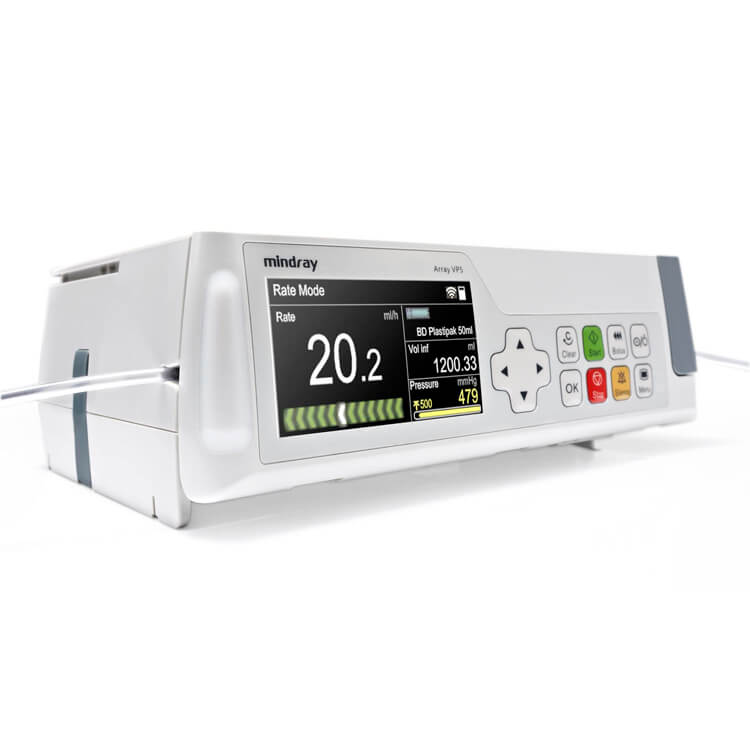 mindray
Array VP5
Rate Mode
Rate ml/h
20.2
BD Plastipak 50ml
Vol inf ml
1200.33
Pressure mmHg
500 479
Clear Start Bolus
OK Stop Silence Menu